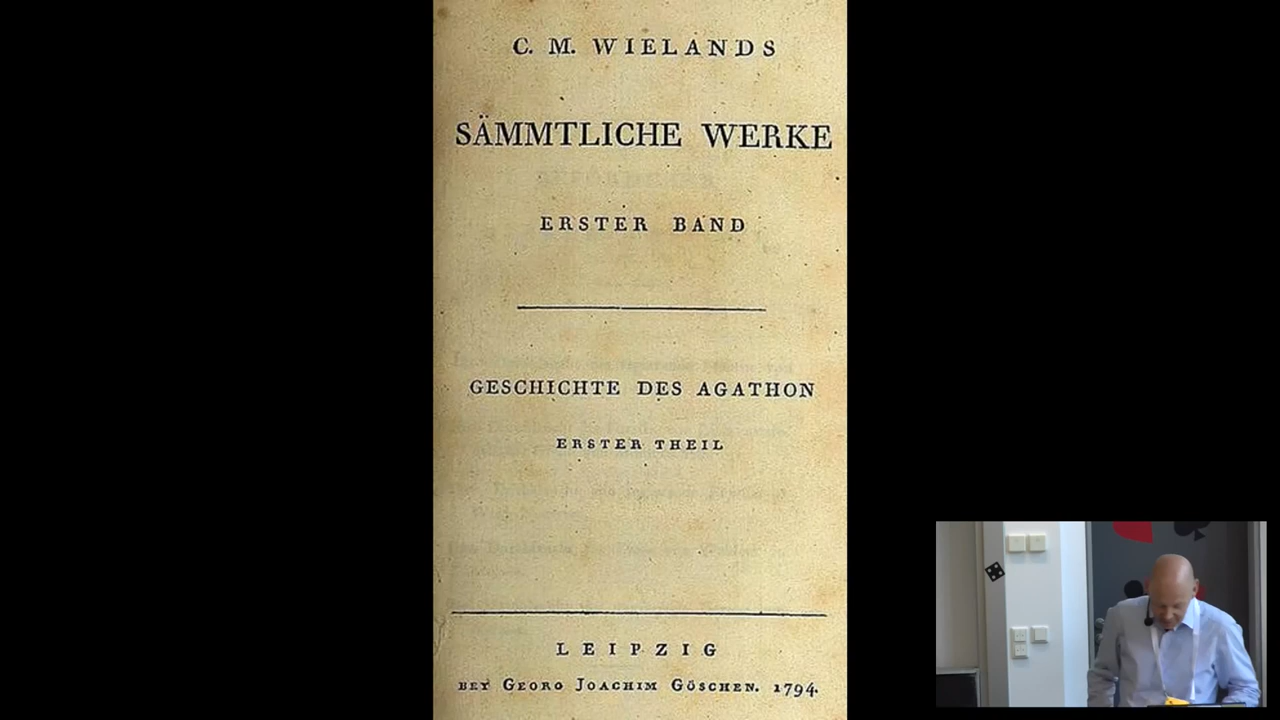 C. M. WIELANDS
SÄMMTLICHE WERKE
ERSTER BAND
GESCHICHTE DES AGATHON
ERSTER THEIL
LEIPZIG
BEY GEORG JOACHIM GÖSCHEN. 1794.